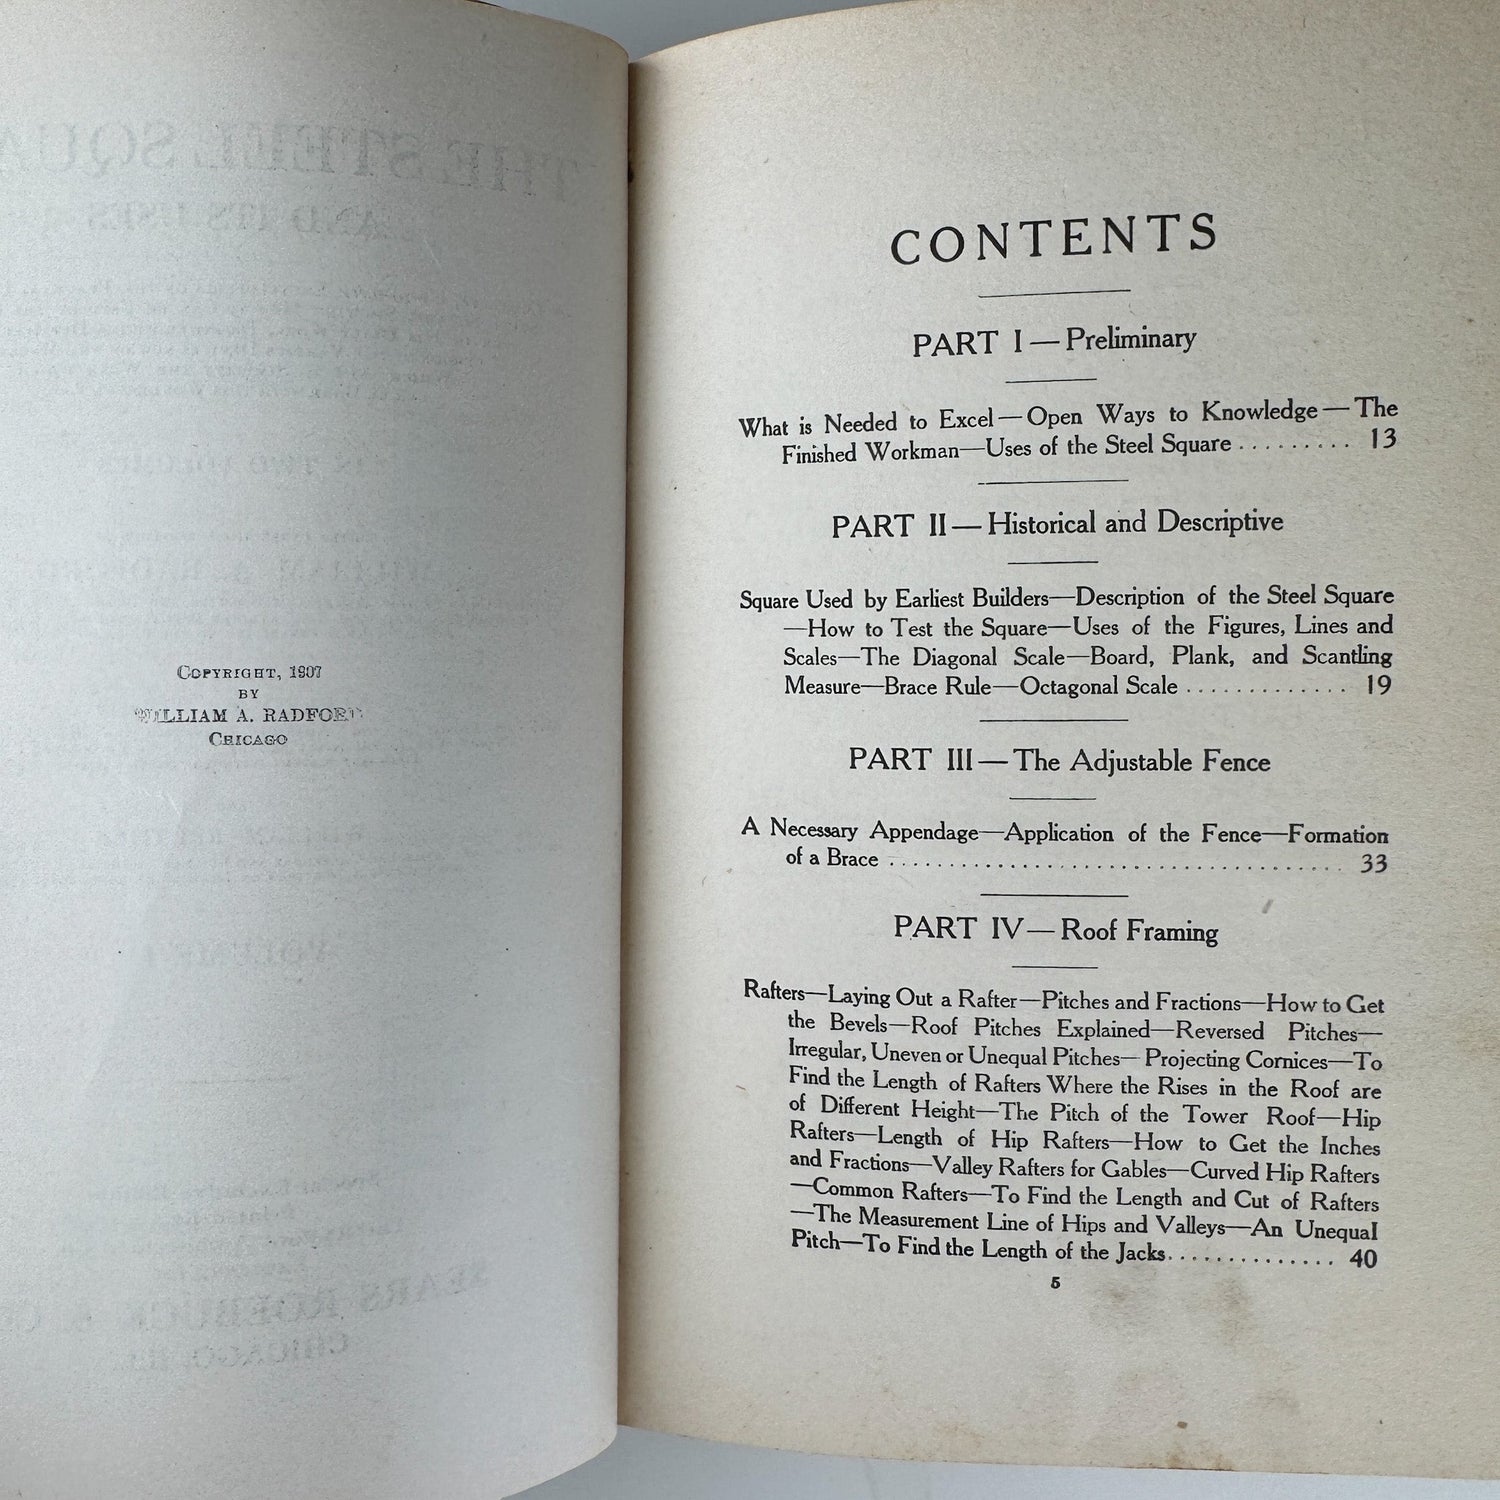 COPYRIGHT, 1907
BY
WILLIAM A. RADFORD
CHICAGO
CONTENTS
PART I — Preliminary
What is Needed to Excel — Open Ways to Knowledge — The
Finished Workman—Uses of the Steel Square ......... 13
PART II — Historical and Descriptive
Square Used by Earliest Builders—Description of the Steel Square
—How to Test the Square—Uses of the Figures, Lines and
Scales—The Diagonal Scale—Board, Plank, and Scantling
Measure—Brace Rule—Octagonal Scale ............. 19
PART III — The Adjustable Fence
A Necessary Appendage—Application of the Fence—Formation
of a Brace ....................................... 33
PART IV — Roof Framing
Rafters—Laying Out a Rafter—Pitches and Fractions—How to Get
the Bevels—Roof Pitches Explained—Reversed Pitches—
Irregular, Uneven or Unequal Pitches— Projecting Cornices—To
Find the Length of Rafters Where the Rises in the Roof are
of Different Height—The Pitch of the Tower Roof—Hip
Rafters—Length of Hip Rafters—How to Get the Inches
and Fractions—Valley Rafters for Gables—Curved Hip Rafters
—Common Rafters—To Find the Length and Cut of Rafters
—The Measurement Line of Hips and Valleys—An Unequal
Pitch—To Find the Length of the Jacks.............. 40
5